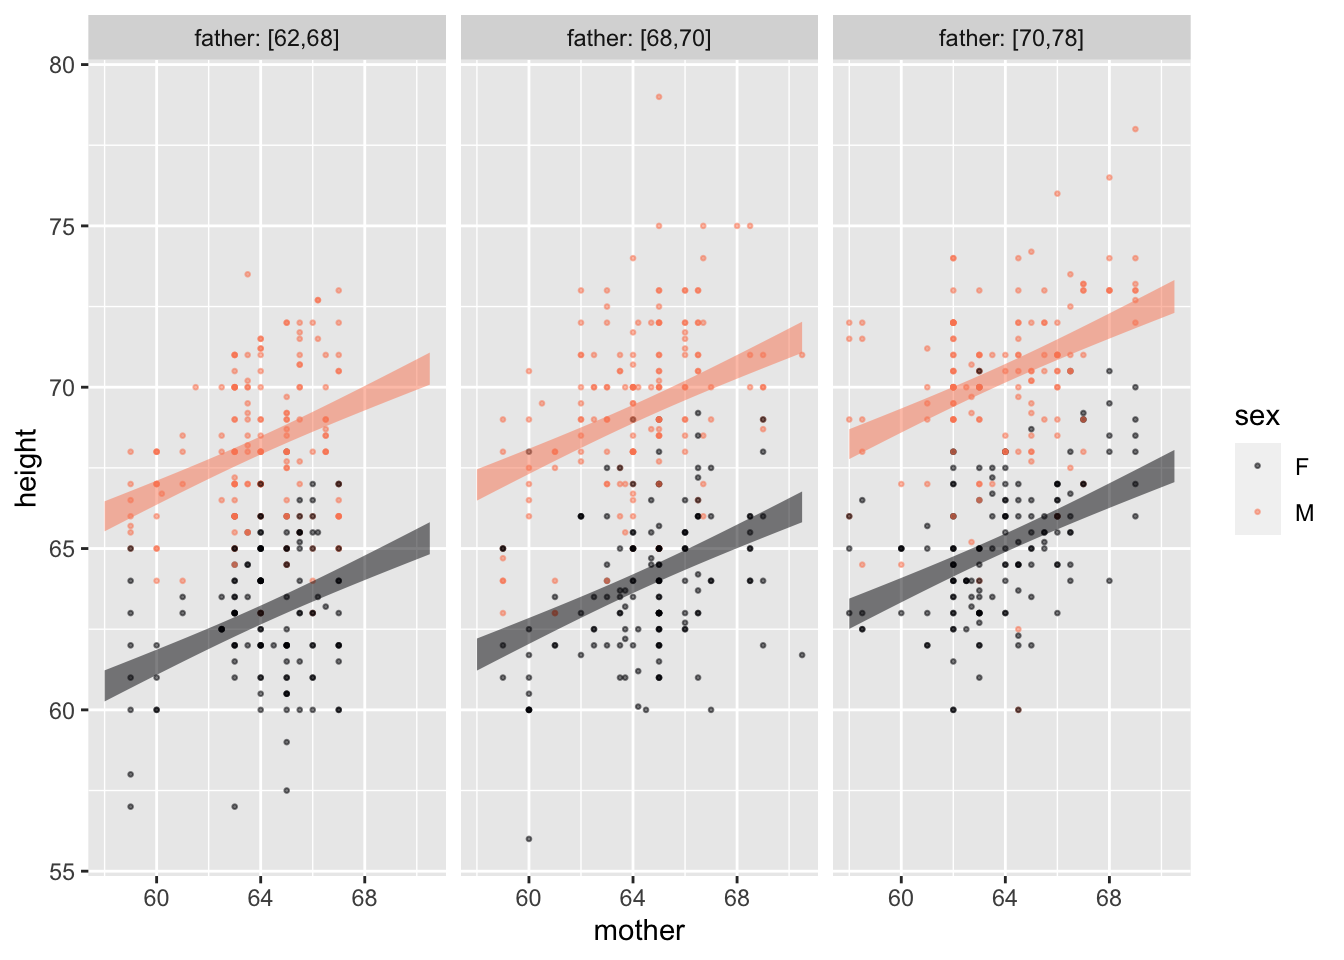 father: [62,68] father: [68,70] father: [70,78]
80
75
70
65
60
55
height
60 64 68 60 64 68 60 64 68
mother
sex
F
M